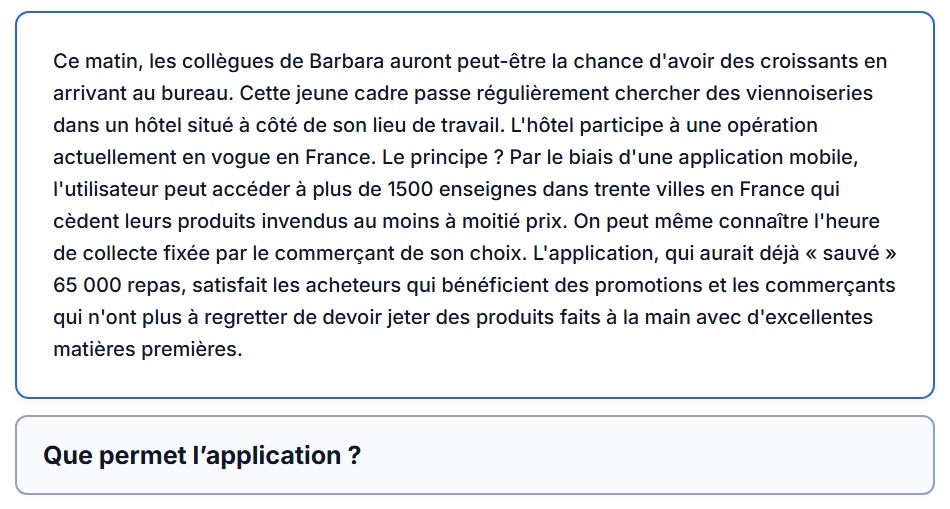 Ce matin, les collègues de Barbara auront peut-être la chance d'avoir des croissants en
arrivant au bureau. Cette jeune cadre passe régulièrement chercher des viennoiseries
dans un hôtel situé à côté de son lieu de travail. L'hôtel participe à une opération
actuellement en vogue en France. Le principe ? Par le biais d'une application mobile,
l'utilisateur peut accéder à plus de 1500 enseignes dans trente villes en France qui
cèdent leurs produits invendus au moins à moitié prix. On peut même connaître l'heure
de collecte fixée par le commerçant de son choix. L'application, qui aurait déjà « sauvé »
65 000 repas, satisfait les acheteurs qui bénéficient des promotions et les commerçants
qui n'ont plus à regretter de devoir jeter des produits faits à la main avec d'excellentes
matières premières.
Que permet l’application ?